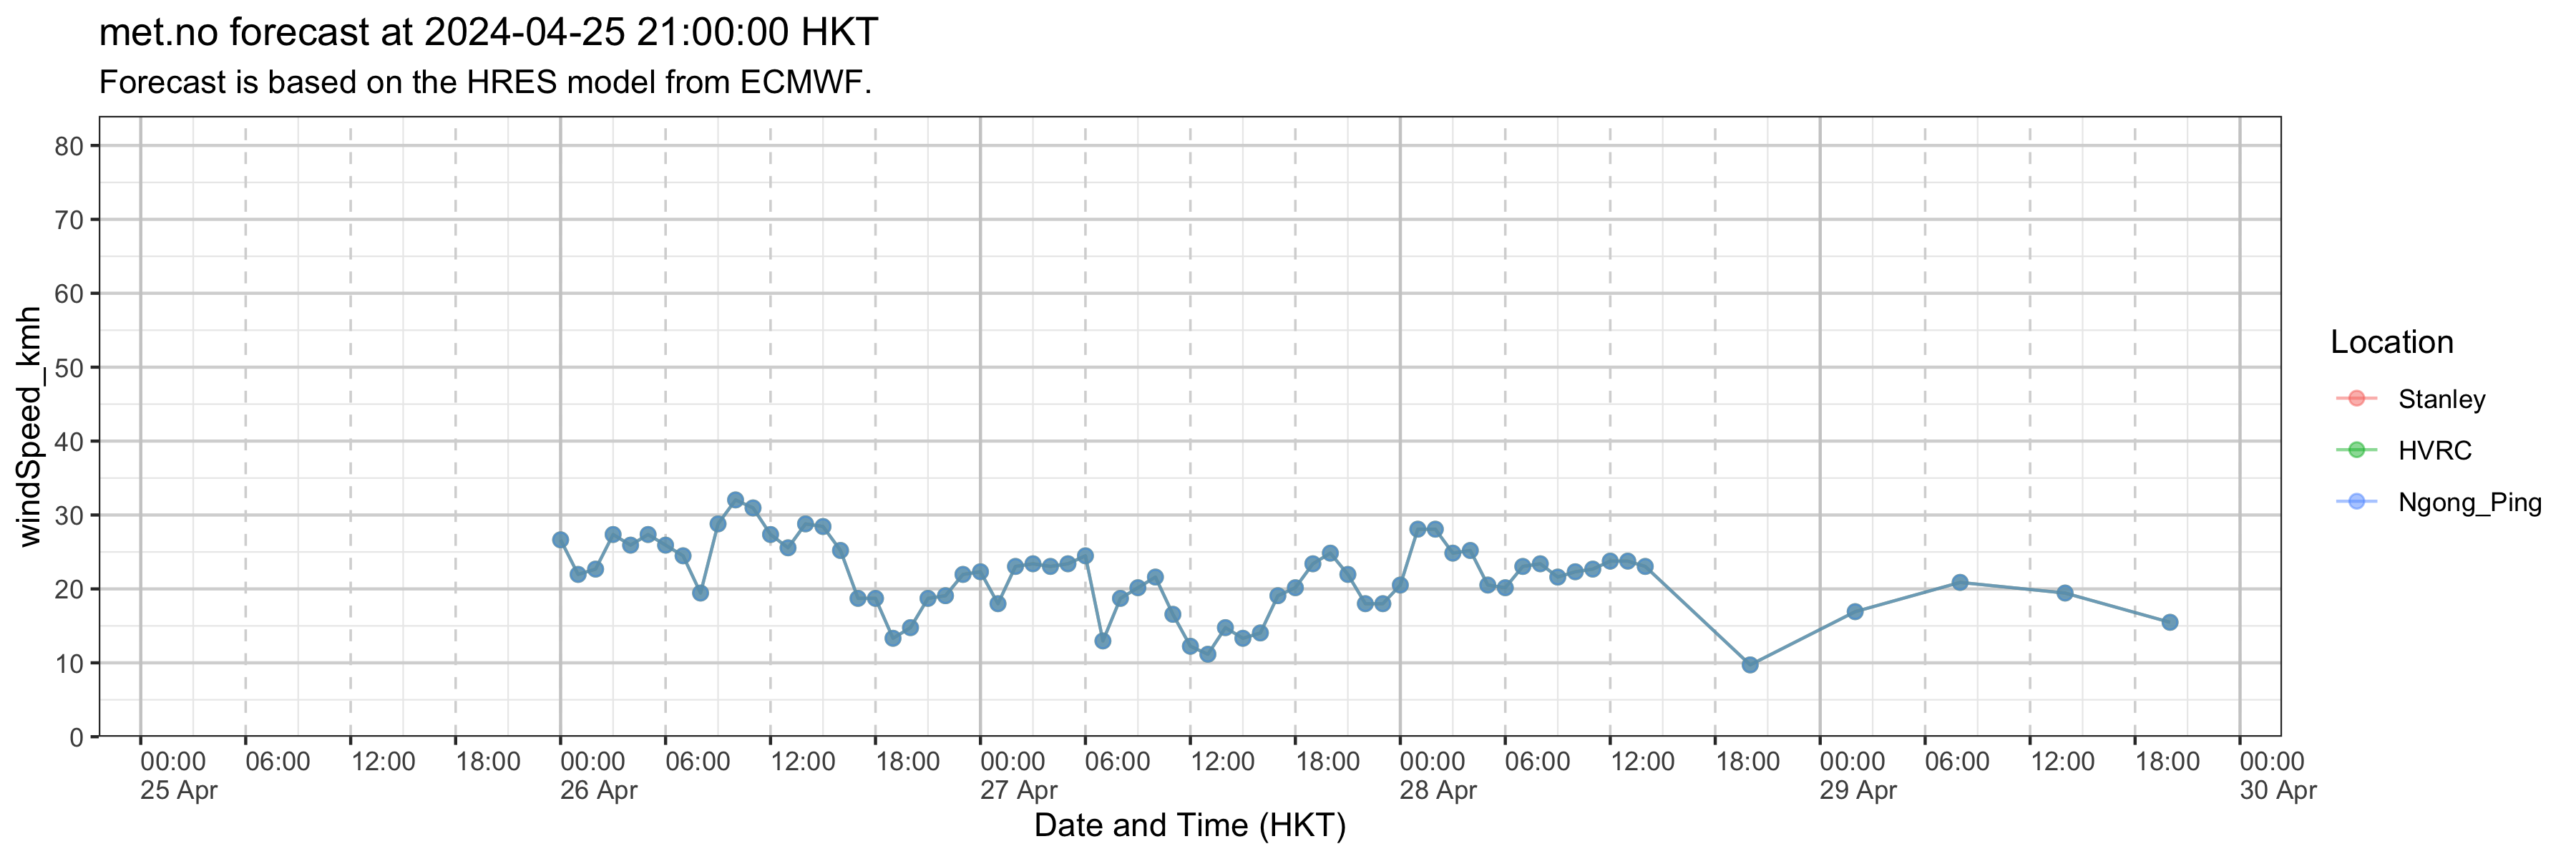 met.no forecast at 2024-04-25 21:00:00 HKT
Forecast is based on the HRES model from ECMWF.
windSpeed_kmh
80
70
60
50
40
30
20
10
0
00:00 06:00 12:00 18:00 00:00 06:00 12:00 18:00 00:00 06:00 12:00 18:00 00:00 06:00 12:00 18:00 00:00 06:00 12:00 18:00 00:00
25 Apr 26 Apr 27 Apr 28 Apr 29 Apr 30 Apr
Date and Time (HKT)
Location
Stanley
HVRC
Ngong_Ping